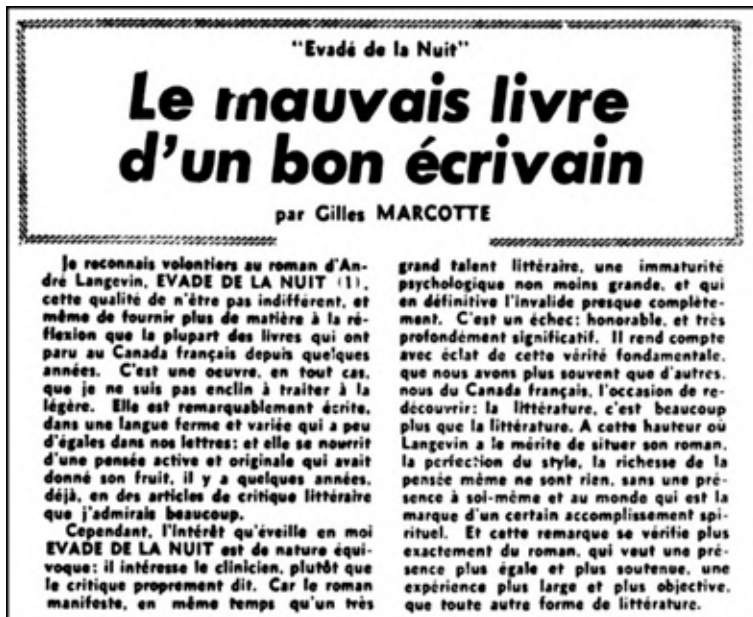 "Evadé de la Nuit"
Le mauvais livre
d'un bon écrivain
par Gilles MARCOTTE
Je reconnais volontiers au roman d'An-
dré Langevin, EVADE DE LA NUIT (1),
cette qualité de n'être pas indifférent, et
même de fournir plus de matière à la ré-
flexion que la plupart des livres qui ont
paru au Canada français depuis quelques
années. C'est une oeuvre, en tout cas,
que je ne suis pas enclin à traiter à la
légère. Elle est remarquablement écrite,
dans une langue ferme et variée qui a peu
d'égales dans nos lettres; et elle se nourrit
d'une pensée active et originale qui avait
donné son fruit, il y a quelques années,
déjà, en des articles de critique littéraire
que j'admirais beaucoup.
Cependant, l'intérêt qu'éveille en moi
EVADE DE LA NUIT est de nature équi-
voque: il intéresse le clinicien, plutôt que
le critique proprement dit. Car le roman
manifeste, en même temps qu'un très
grand talent littéraire, une immaturité
psychologique non moins grande, et qui
en définitive l'invalide presque complète-
ment. C'est un échec: honorable, et très
profondément significatif. Il rend compte
avec éclat de cette vérité fondamentale,
que nous avons plus souvent que d'autres,
nous du Canada français, l'occasion de re-
découvrir: la littérature, c'est beaucoup
plus que la littérature. A cette hauteur où
Langevin a le mérite de situer son roman,
la perfection du style, la richesse de la
pensée même ne sont rien, sans une pré-
sence à soi-même et au monde qui est la
marque d'un certain accomplissement spi-
rituel. Et cette remarque se vérifie plus
exactement du roman, qui veut une pré-
sence plus égale et plus soutenue, une
expérience plus large et plus objective,
que toute autre forme de littérature.